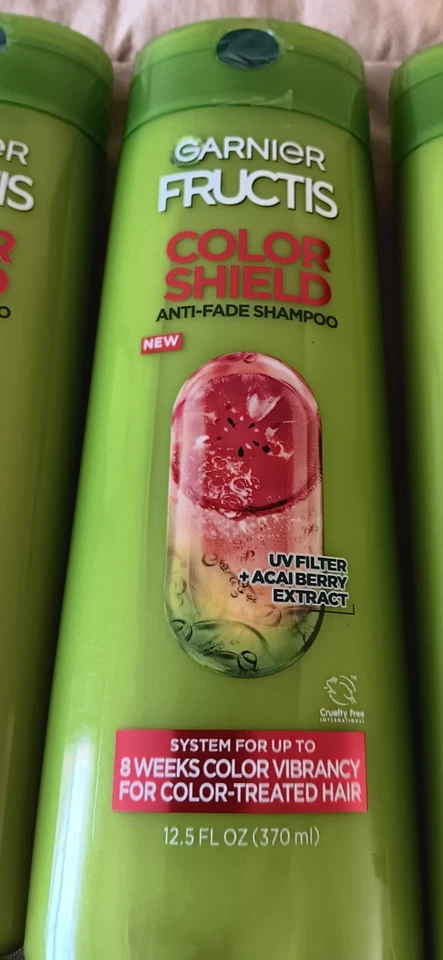 GARNIER
FRUCTIS
COLOR
SHIELD
ANTI-FADE SHAMPOO
NEW
UV FILTER
+ ACAI BERRY
EXTRACT
Cruelty Free
INTERNATIONAL
SYSTEM FOR UP TO
8 WEEKS COLOR VIBRANCY
FOR COLOR-TREATED HAIR
12.5 FL OZ (370 ml)